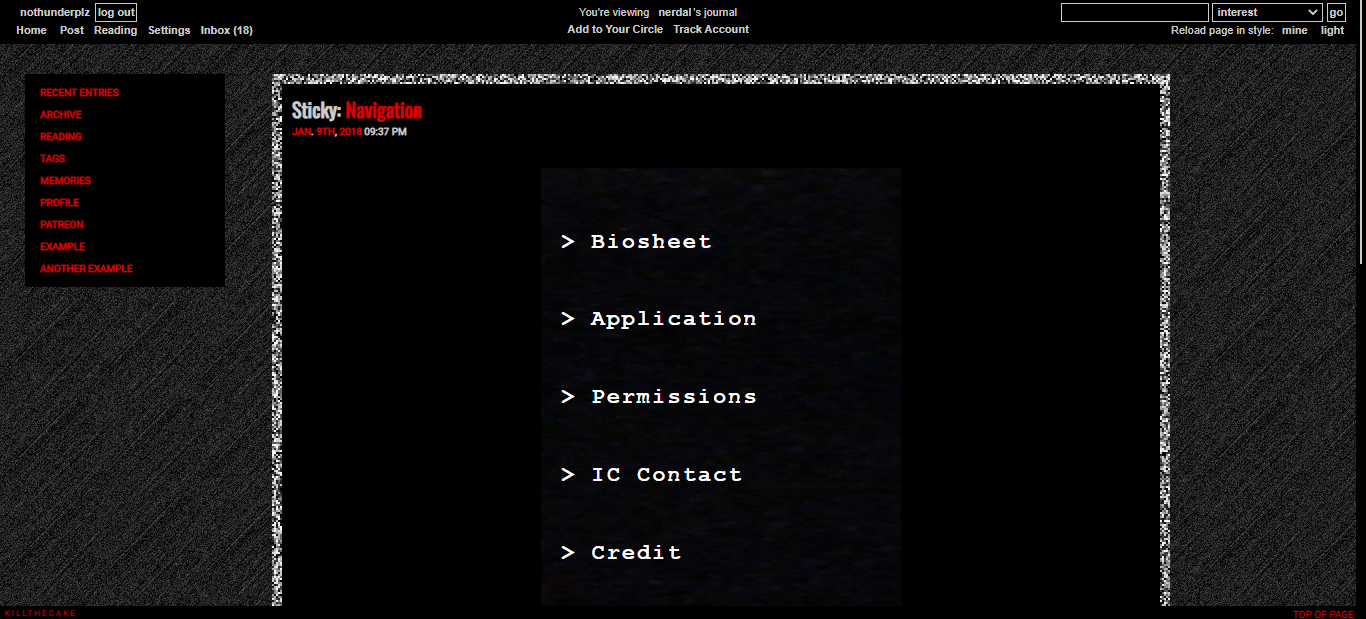 nothunderplz log out
Home Post Reading Settings Inbox (18)
You're viewing nerdal's journal
Add to Your Circle Track Account
interest go
Reload page in style: mine light
RECENT ENTRIES
ARCHIVE
READING
TAGS
MEMORIES
PROFILE
PATREON
EXAMPLE
ANOTHER EXAMPLE
Sticky: Navigation
JAN. 9TH, 2018 09:37 PM
> Biosheet
> Application
> Permissions
> IC Contact
> Credit
KILLTHECAKE
TOP OF PAGE